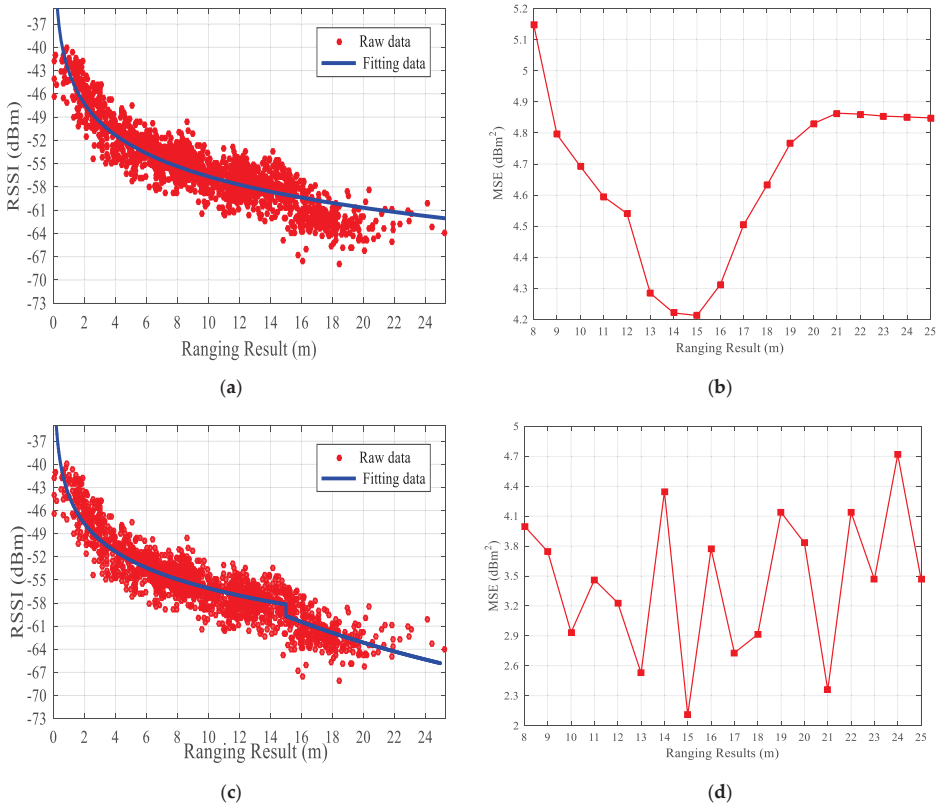 -37
-40
-43
-46
-49
-52
-55
-58
-61
-64
-67
-70
-73
RSSI (dBm)
Raw data
Fitting data
0 2 4 6 8 10 12 14 16 18 20 22 24
Ranging Result (m)
(a)
5.2
5.1
5
4.9
4.8
4.7
4.6
4.5
4.4
4.3
4.2
MSE (dBm²)
8 9 10 11 12 13 14 15 16 17 18 19 20 21 22 23 24 25
Ranging Result (m)
(b)
-37
-40
-43
-46
-49
-52
-55
-58
-61
-64
-67
-70
-73
RSSI (dBm)
Raw data
Fitting data
0 2 4 6 8 10 12 14 16 18 20 22 24
Ranging Result (m)
(c)
5
4.7
4.4
4.1
3.8
3.5
3.2
2.9
2.6
2.3
2
MSE (dBm²)
8 9 10 11 12 13 14 15 16 17 18 19 20 21 22 23 24 25
Ranging Results (m)
(d)